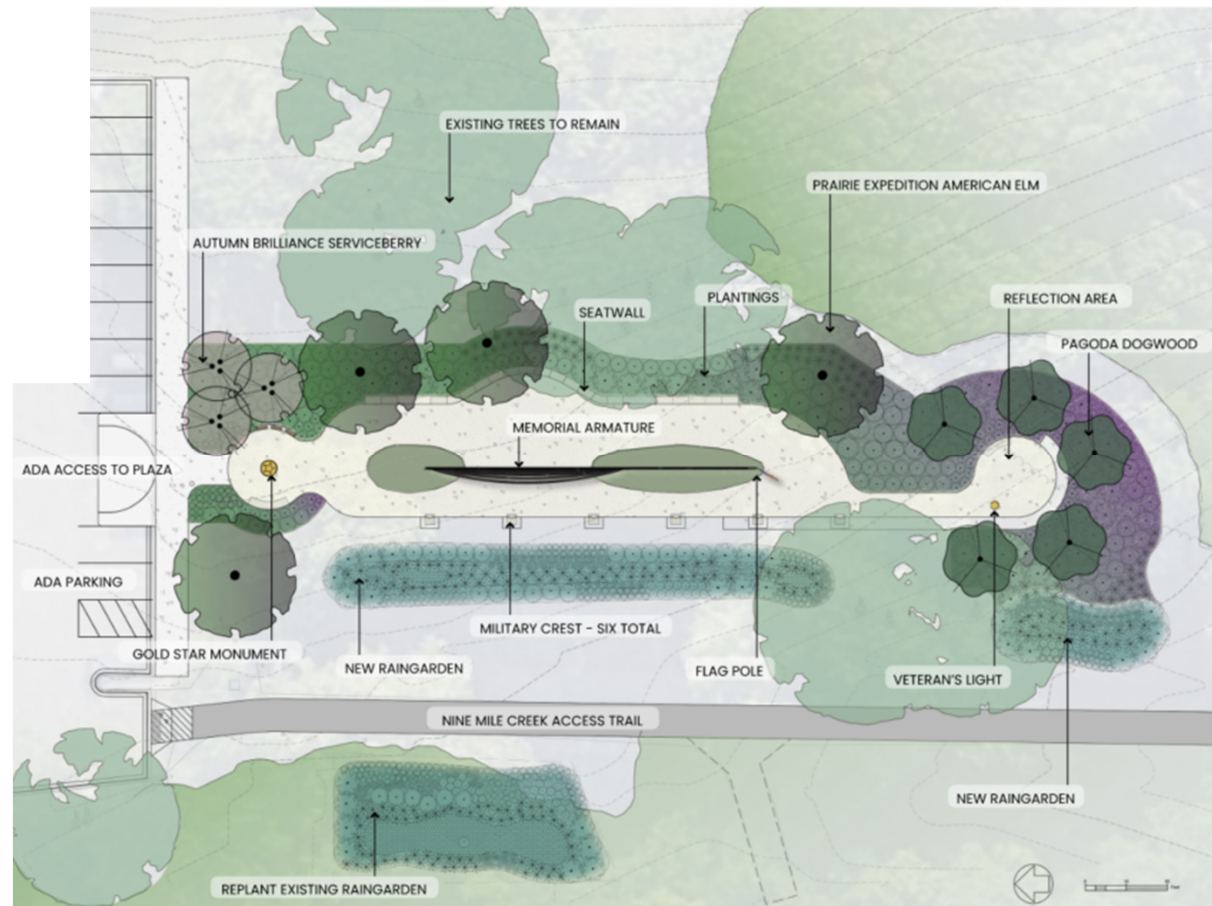 EXISTING TREES TO REMAIN
PRAIRIE EXPEDITION AMERICAN ELM
AUTUMN BRILLIANCE SERVICEBERRY
PLANTINGS
REFLECTION AREA
SEATWALL
PAGODA DOGWOOD
MEMORIAL ARMATURE
ADA ACCESS TO PLAZA
ADA PARKING
MILITARY CREST - SIX TOTAL
GOLD STAR MONUMENT
NEW RAINGARDEN
FLAG POLE
VETERAN'S LIGHT
NINE MILE CREEK ACCESS TRAIL
NEW RAINGARDEN
REPLANT EXISTING RAINGARDEN